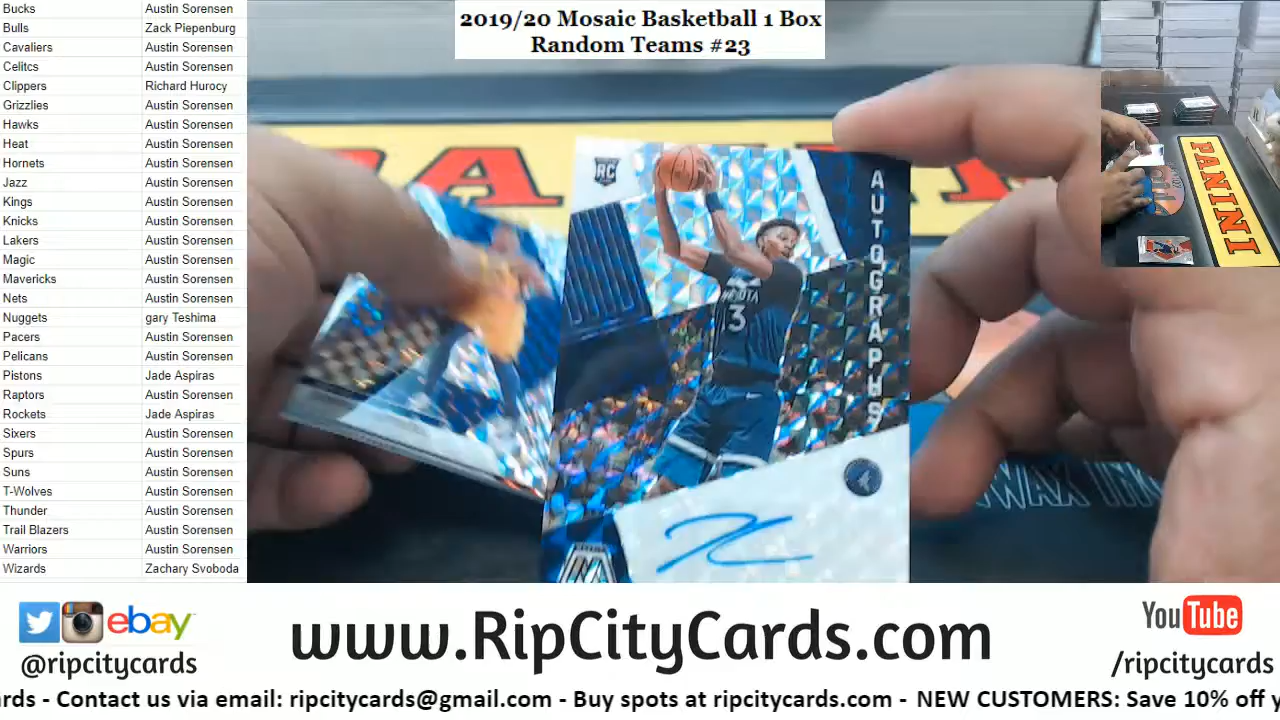 2019/20 Mosaic Basketball 1 Box
Random Teams #23
Bucks Austin Sorensen
Bulls Zack Piepenburg
Cavaliers Austin Sorensen
Celitcs Austin Sorensen
Clippers Richard Hurocy
Grizzlies Austin Sorensen
Hawks Austin Sorensen
Heat Austin Sorensen
Hornets Austin Sorensen
Jazz Austin Sorensen
Kings Austin Sorensen
Knicks Austin Sorensen
Lakers Austin Sorensen
Magic Austin Sorensen
Mavericks Austin Sorensen
Nets Austin Sorensen
Nuggets gary Teshima
Pacers Austin Sorensen
Pelicans Austin Sorensen
Pistons Jade Aspiras
Raptors Austin Sorensen
Rockets Jade Aspiras
Sixers Austin Sorensen
Spurs Austin Sorensen
Suns Austin Sorensen
T-Wolves Austin Sorensen
Thunder Austin Sorensen
Trail Blazers Austin Sorensen
Warriors Austin Sorensen
Wizards Zachary Svoboda
RC
AUTOGRAPHS
3
PANINI
WAX IN
ebay
@ripcitycards
www.RipCityCards.com
YouTube
/ripcitycards
rds - Contact us via email: ripcitycards@gmail.com - Buy spots at ripcitycards.com - NEW CUSTOMERS: Save 10% off y